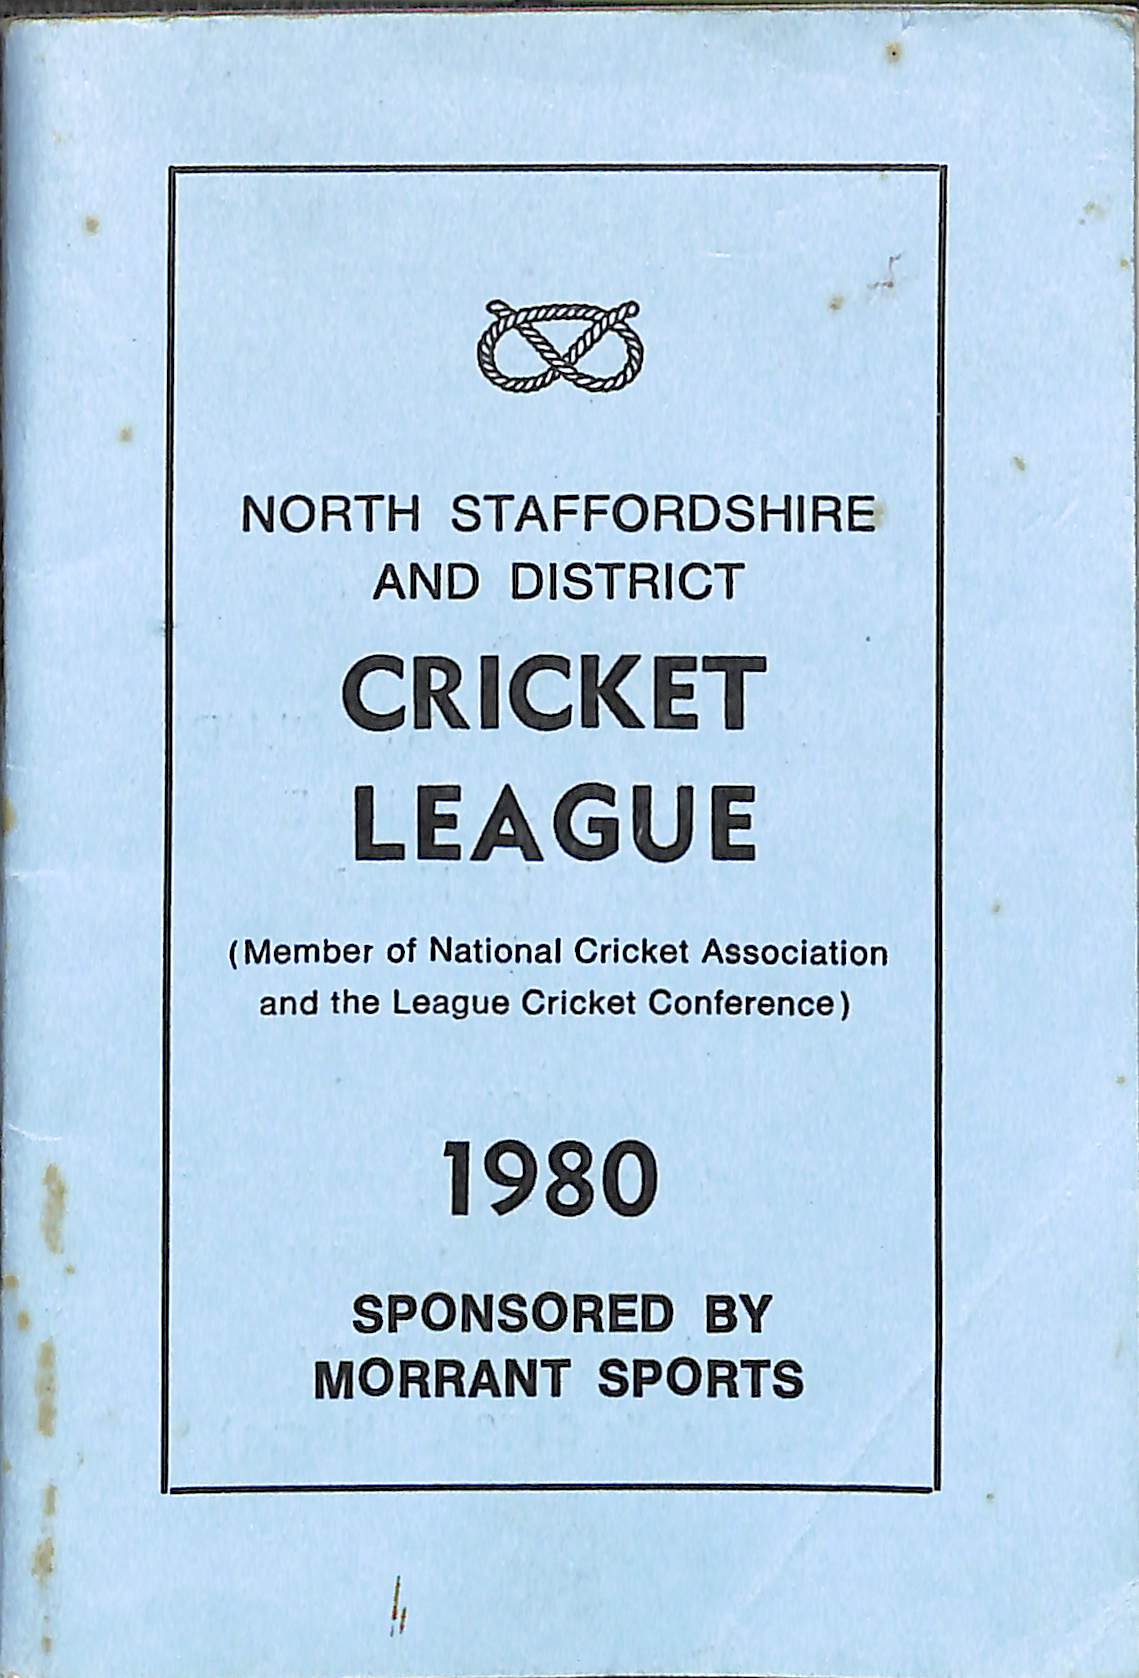 NORTH STAFFORDSHIRE
AND DISTRICT
CRICKET
LEAGUE
(Member of National Cricket Association
and the League Cricket Conference)
1980
SPONSORED BY
MORRANT SPORTS